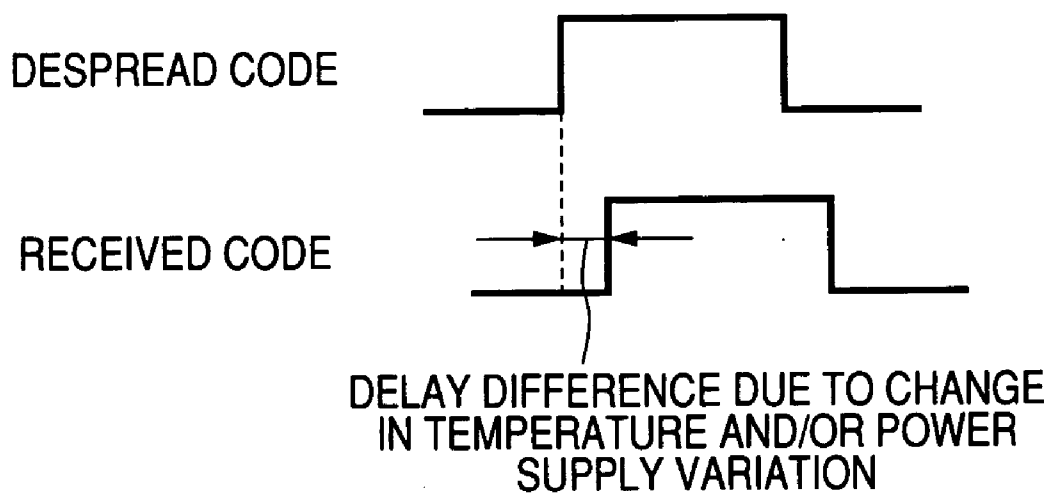 DESPREAD CODE
RECEIVED CODE
DELAY DIFFERENCE DUE TO CHANGE
IN TEMPERATURE AND/OR POWER
SUPPLY VARIATION